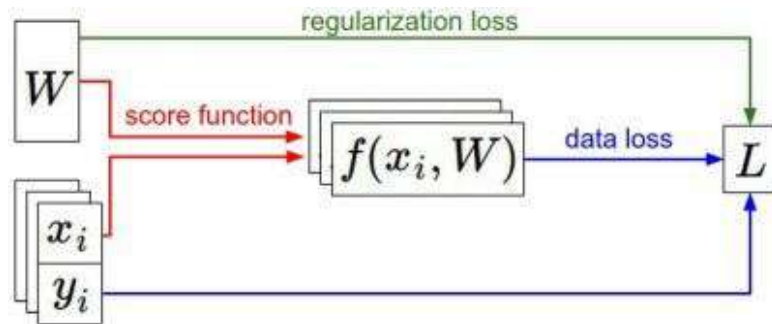 regularization loss
W
score function
f(x_i, W)
data loss
L
x_i
y_i